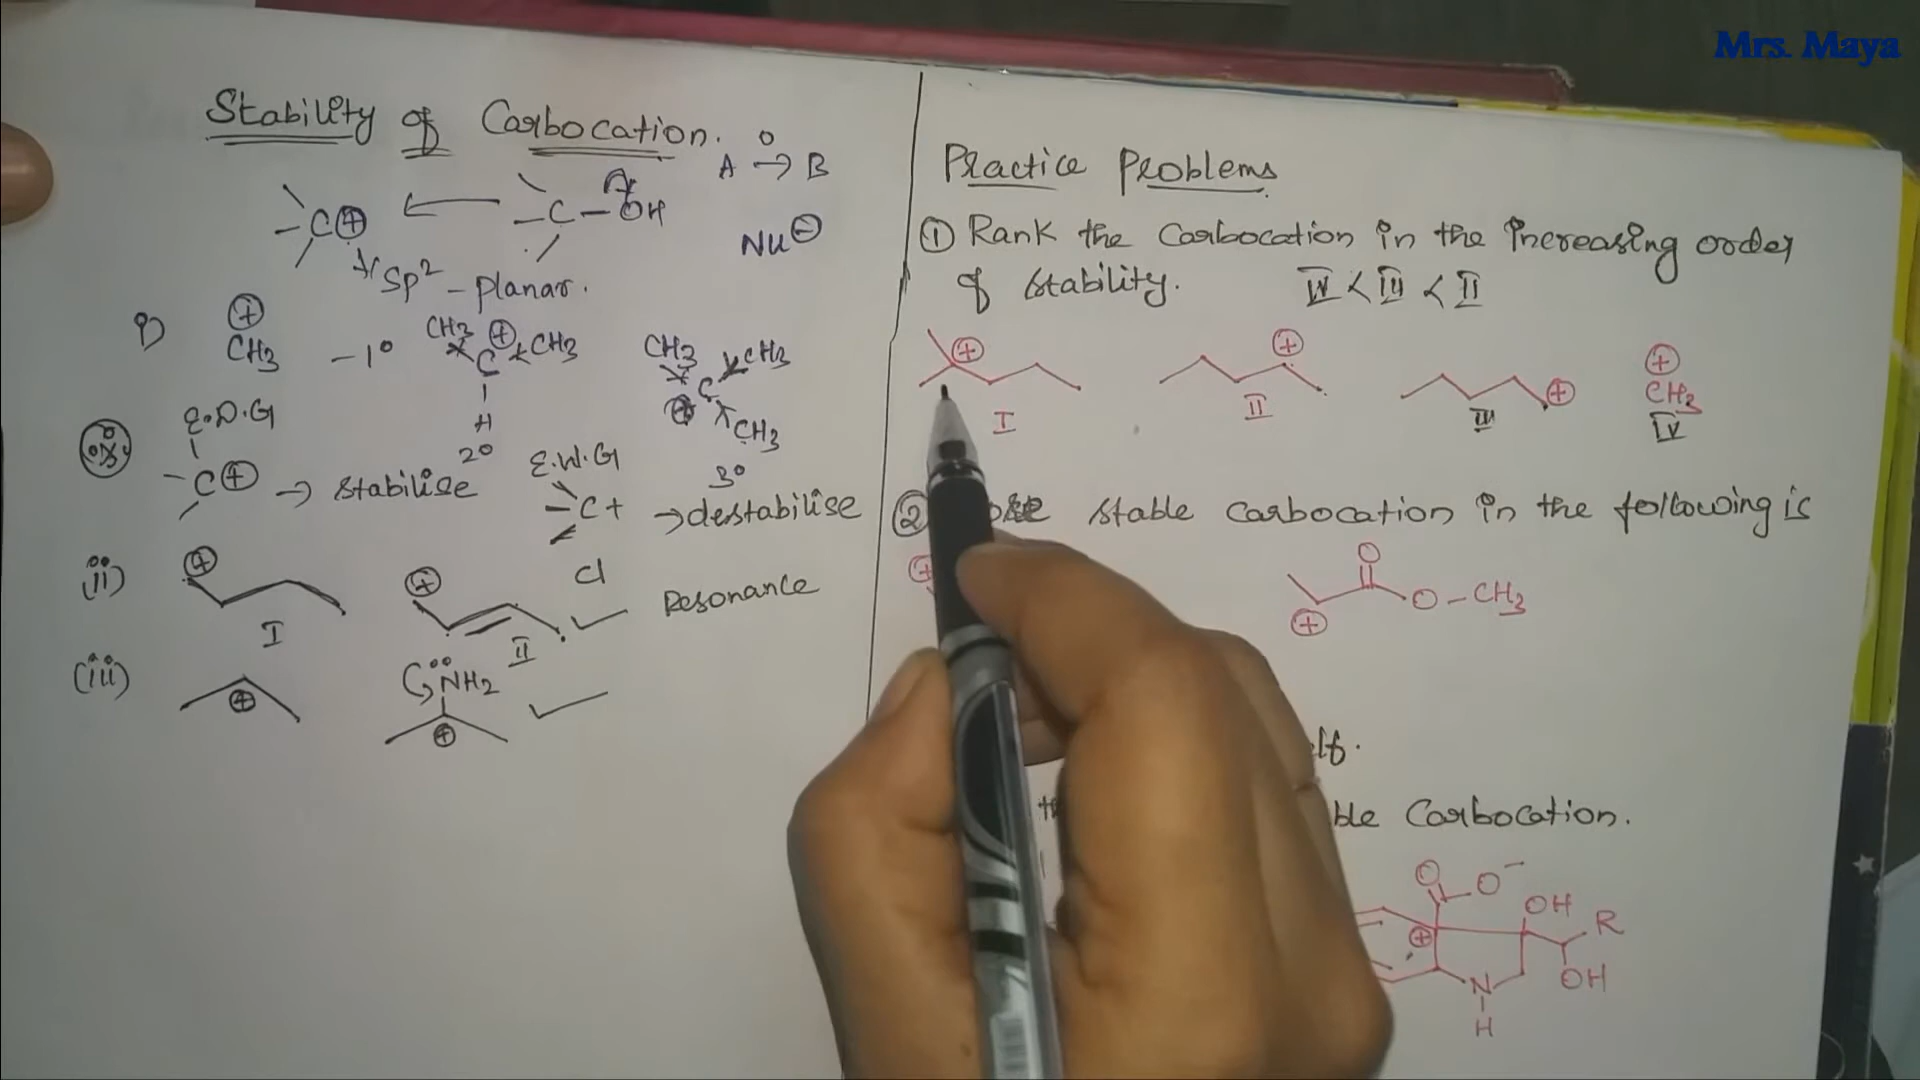 Mrs. Maya
Stability of Carbocation.
A → B
C⊕ ← C-OH
Nu⊖
sp² - planar.
i) ⊕ CH3 - 1° CH3 ⊕ CH3 C H 2°
CH3 CH3 C ⊕ CH3 3°
E.D.G
C⊕ → stabilise
E.W.G
C+ → destabilise
Cl
(ii) ⊕ I ⊕ II Resonance
(iii) ⊕ NH2 ⊕
Practice Problems
① Rank the Carbocation in the increasing order
of stability. IV < III < II
⊕ I ⊕ II ⊕ III ⊕ CH3 IV
② stable carbocation in the following is
⊕ ⊕ O O-CH3
ble Carbocation.
O O⁻ OH R
⊕ OH
N
H